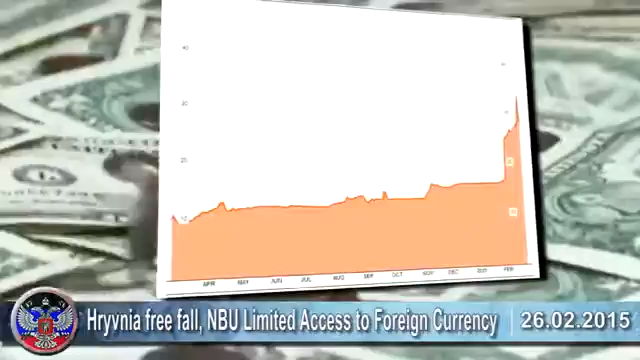 40
30
20
10
APR MAY JUN JUL AUG SEP OCT NOV DEC FEB
Hryvnia free fall, NBU Limited Access to Foreign Currency
26.02.2015